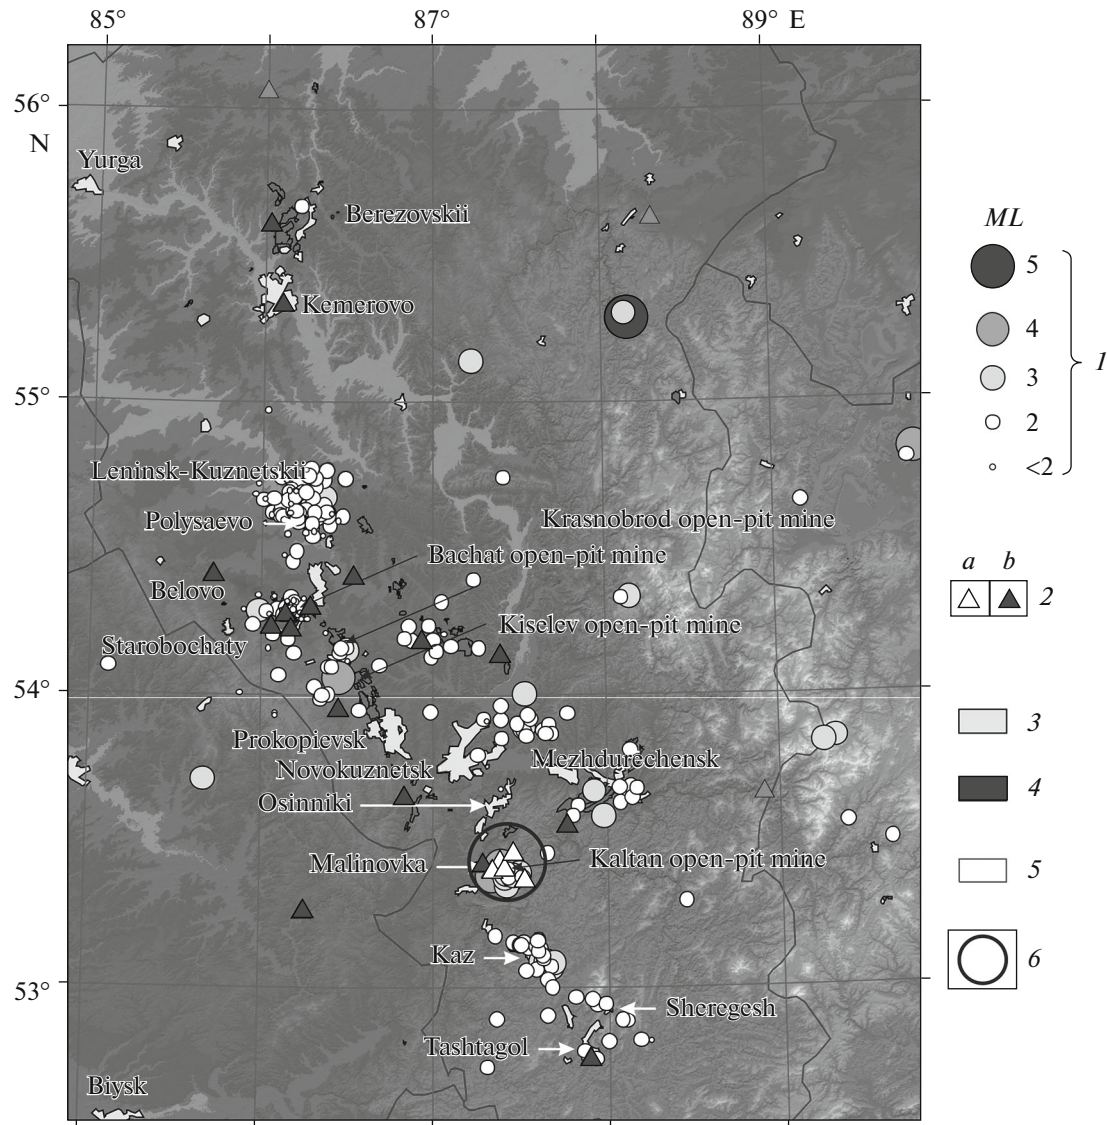 85°
87°
89° E
56°
N
Yurga
Berezovskii
ML
5
Kemerovo
4
1
3
55°
2
Leninsk-Kuznetskii
<2
Polysaevo
Krasnobrod open-pit mine
Bachat open-pit mine
a b
Belovo
2
Kiselev open-pit mine
Starobochaty
54°
3
Prokopievsk
Mezhdurechensk
Novokuznetsk
4
Osinniki
Malinovka
Kaltan open-pit mine
5
Kaz
6
53°
Sheregesh
Tashtagol
Biysk